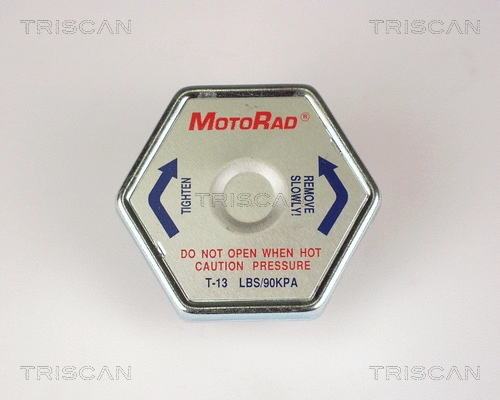 TRISCAN TRISCAN
MOTORAD®
TIGHTEN
REMOVE
SLOWLY!
TRISCAN
DO NOT OPEN WHEN HOT
CAUTION PRESSURE
T-13 LBS/90KPA
TRISCAN TRISCAN